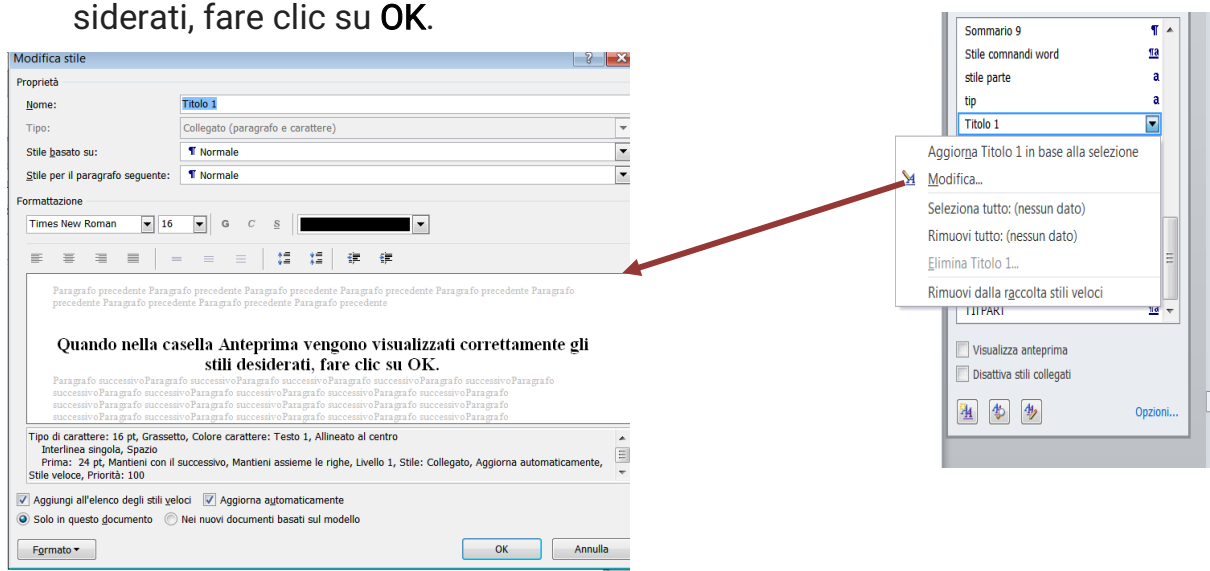 siderati, fare clic su OK.
Modifica stile
Proprietà
Nome: Titolo 1
Tipo: Collegato (paragrafo e carattere)
Stile basato su: ¶ Normale
Stile per il paragrafo seguente: ¶ Normale
Formattazione
Times New Roman 16 G C S
Paragrafo precedente Paragrafo precedente Paragrafo precedente Paragrafo precedente Paragrafo precedente Paragrafo
precedente Paragrafo precedente Paragrafo precedente Paragrafo precedente
Quando nella casella Anteprima vengono visualizzati correttamente gli
stili desiderati, fare clic su OK.
Paragrafo successivoParagrafo successivoParagrafo successivoParagrafo successivoParagrafo successivoParagrafo
successivoParagrafo successivoParagrafo successivoParagrafo successivoParagrafo
successivoParagrafo successivoParagrafo successivoParagrafo successivoParagrafo
successivoParagrafo successivoParagrafo successivoParagrafo successivoParagrafo
Tipo di carattere: 16 pt, Grassetto, Colore carattere: Testo 1, Allineato al centro
Interlinea singola, Spazio
Prima: 24 pt, Mantieni con il successivo, Mantieni assieme le righe, Livello 1, Stile: Collegato, Aggiorna automaticamente,
Stile veloce, Priorità: 100
Aggiungi all'elenco degli stili veloci Aggiorna automaticamente
Solo in questo documento Nei nuovi documenti basati sul modello
Formato OK Annulla
Sommario 9 ¶
Stile commandi word ¶a
stile parte a
tip a
Titolo 1
Aggiorna Titolo 1 in base alla selezione
Modifica...
Seleziona tutto: (nessun dato)
Rimuovi tutto: (nessun dato)
Elimina Titolo 1...
Rimuovi dalla raccolta stili veloci
TITPART ¶a
Visualizza anteprima
Disattiva stili collegati
Opzioni...